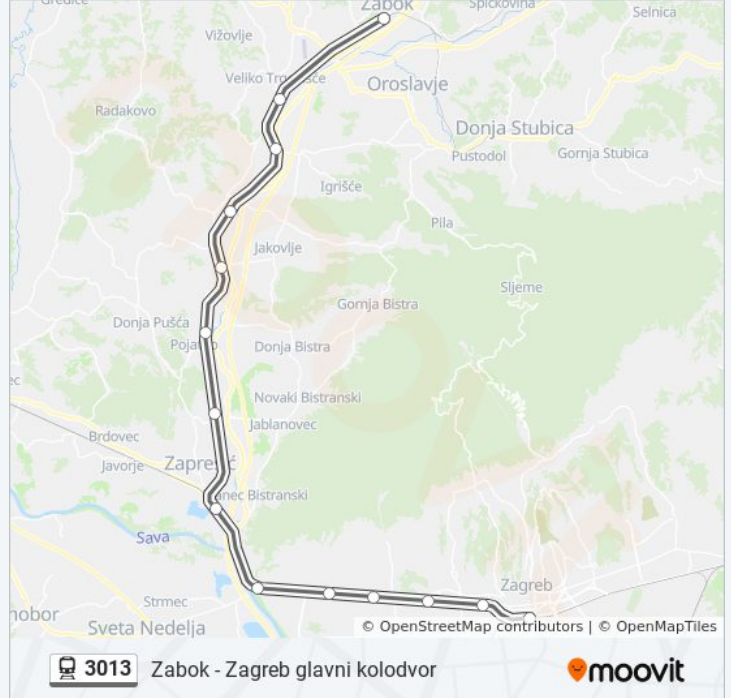 Gredice
Zabok
Špičkovina
Selnica
Vižovlje
Veliko
Oroslavje
Radakovo
Donja Stubica
Pustodol
Gornja Stubica
Igrišće
Pila
Jakovlje
Sljeme
Gornja Bistra
Donja Pušća
Donja Bistra
Novaki Bistranski
Jablanovec
Brdovec
Javorje
Bistranski
Sava
Zagreb
Strmec
Sveta Nedelja
© OpenStreetMap contributors | © OpenMapTiles
3013 Zabok - Zagreb glavni kolodvor
moovit